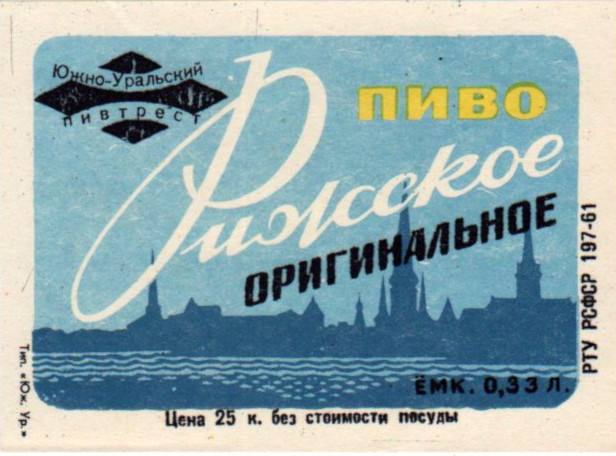 Южно-Уральский
пивтрест
ПИВО
Рижское
ОРИГИНАЛЬНОЕ
РТУ РСФСР 197-61
ЁМК. 0,33 Л.
Тип. «Юж. Ур.»
Цена 25 к. без стоимости посуды